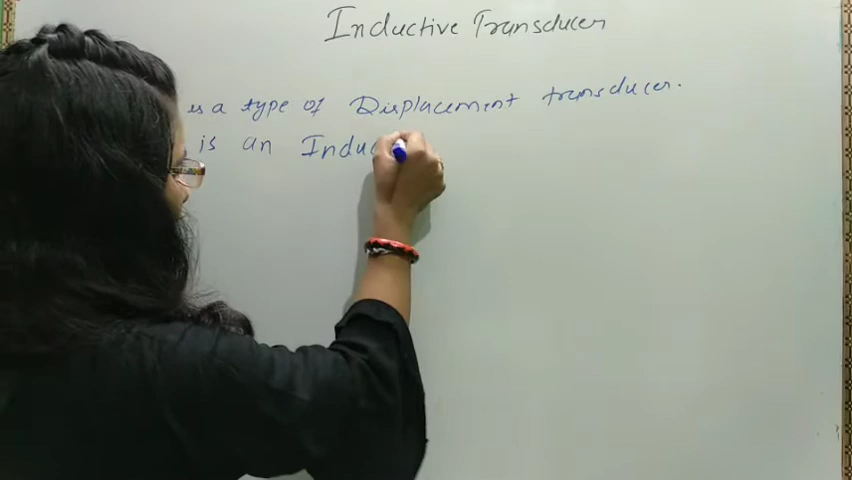 Inductive Transducer
is a type of Displacement transducer.
is an Induc